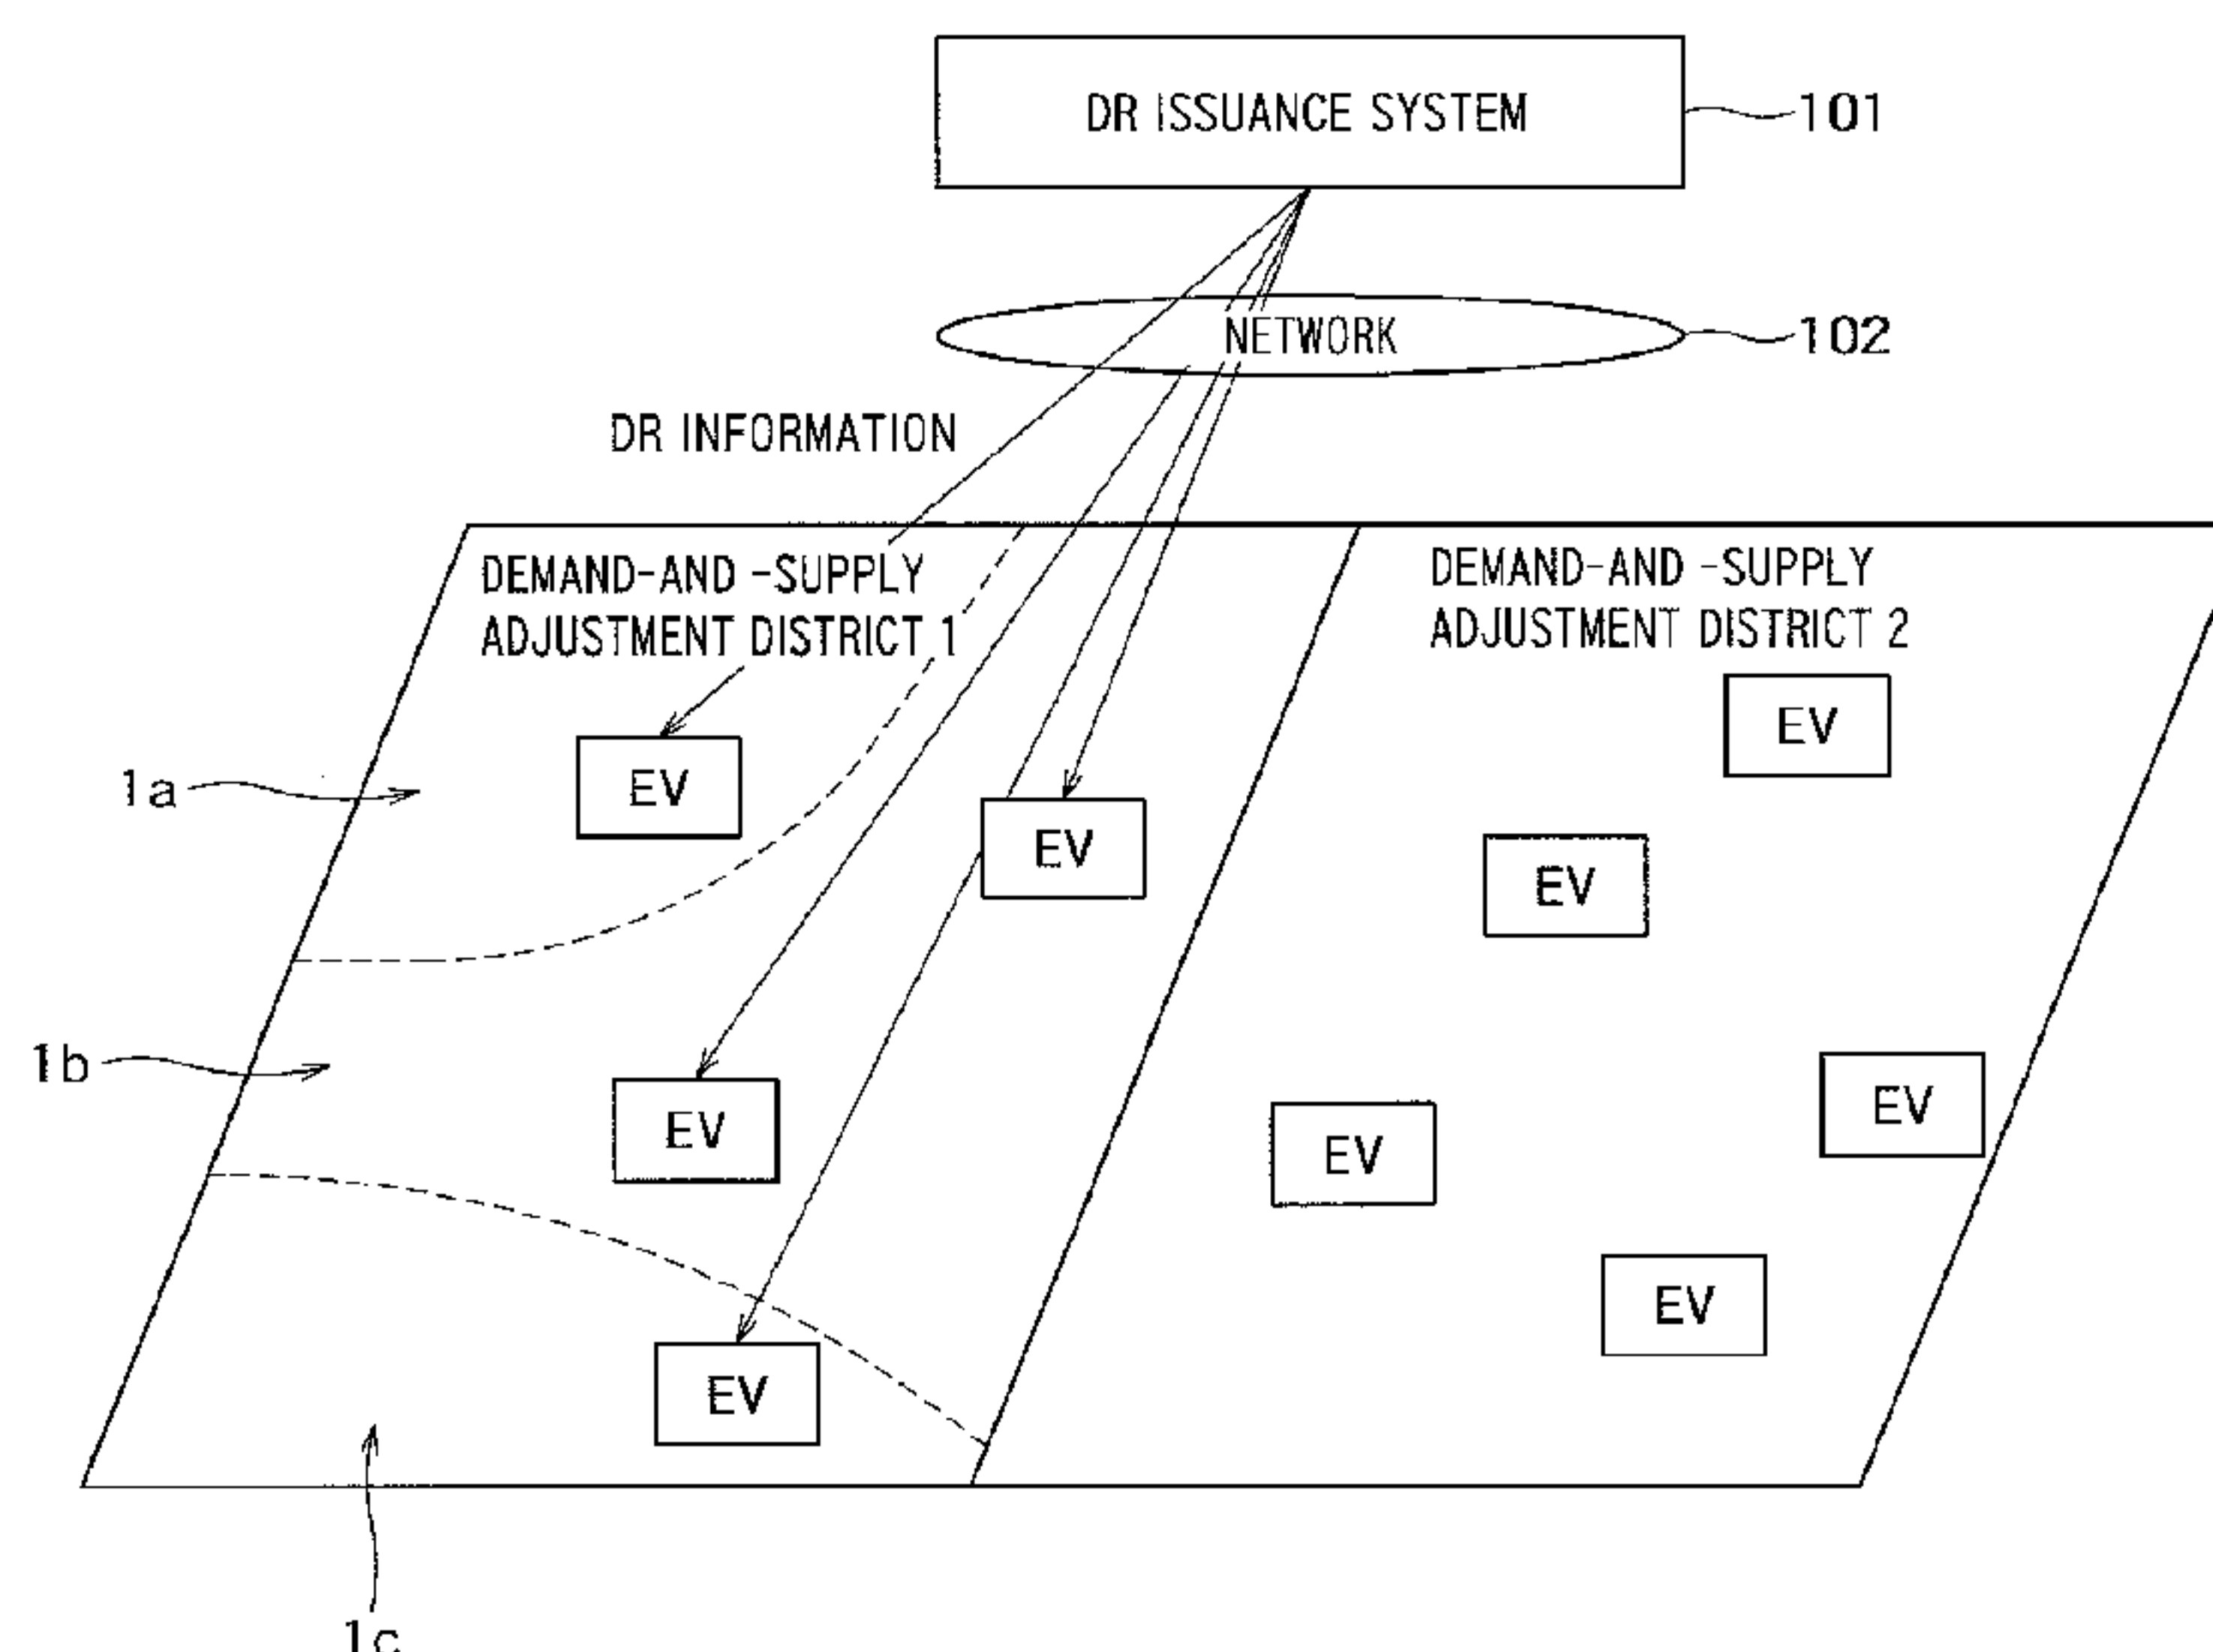 DR ISSUANCE SYSTEM
101
NETWORK
102
DR INFORMATION
DEMAND-AND -SUPPLY
ADJUSTMENT DISTRICT 1
DEMAND-AND -SUPPLY
ADJUSTMENT DISTRICT 2
EV
1a
EV
EV
EV
1b
EV
EV
EV
EV
EV
1c